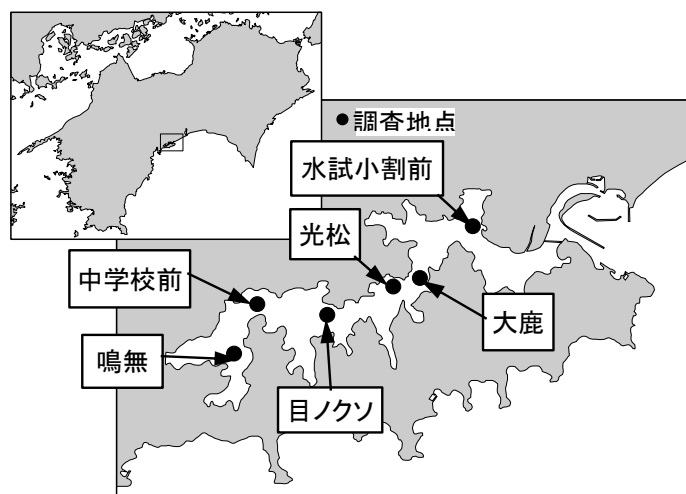 ●調査地点
水試小割前
光松
中学校前
大鹿
鳴無
目ノクソ